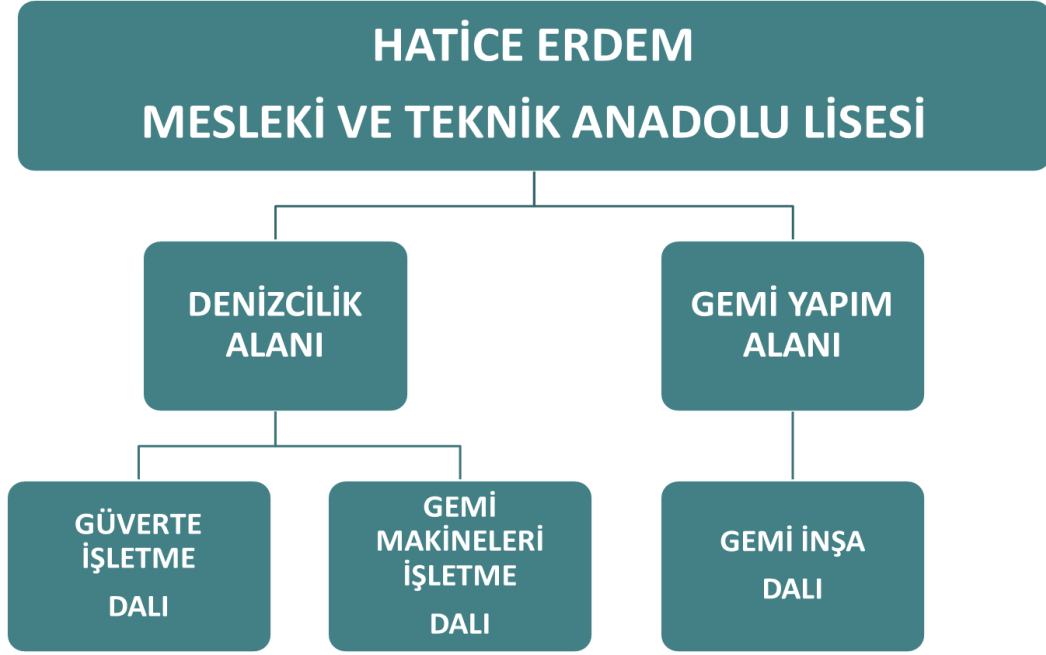 HATİCE ERDEM
MESLEKİ VE TEKNİK ANADOLU LİSESİ
DENİZCİLİK
ALANI
GEMİ YAPIM
ALANI
GÜVERTE
İŞLETME
DALI
GEMİ
MAKİNELERİ
İŞLETME
DALI
GEMİ İNŞA
DALI